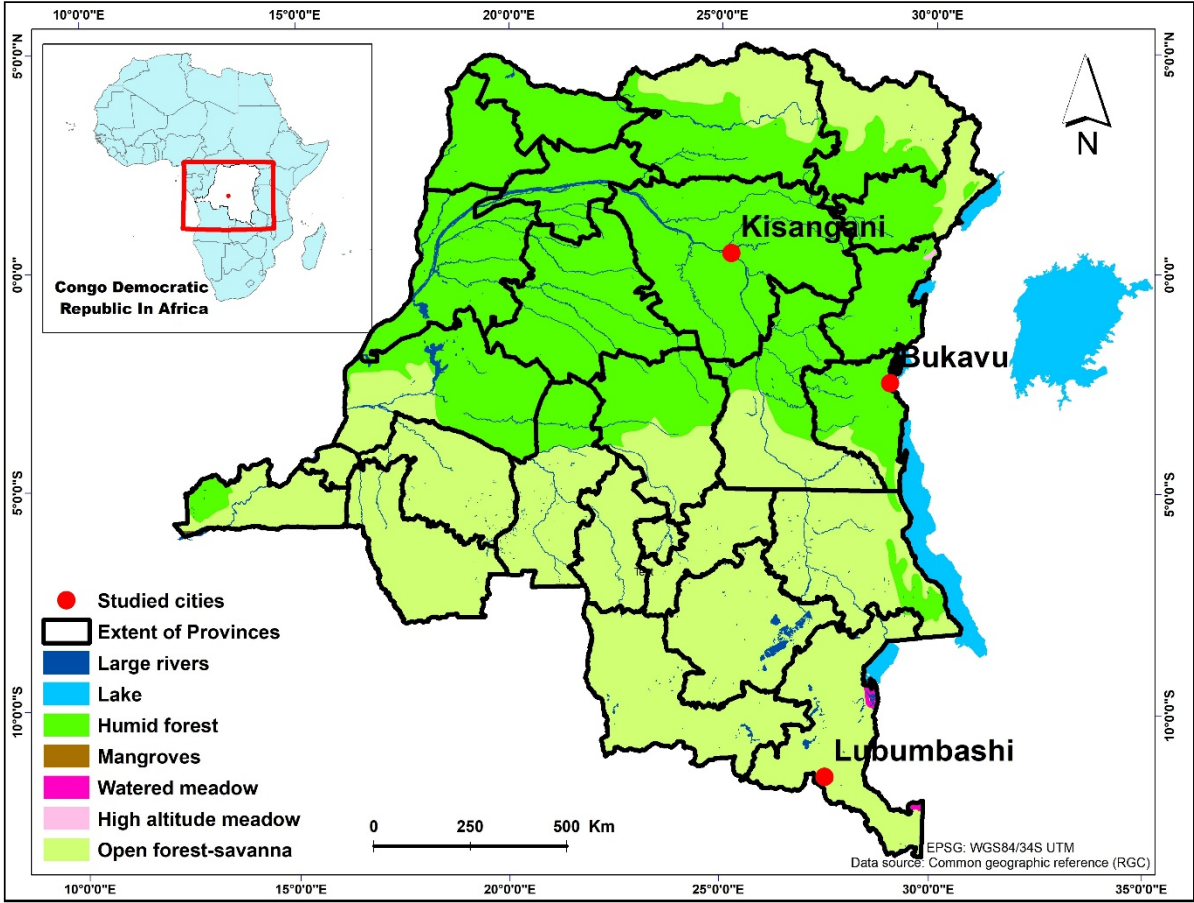 10°0'0"E
15°0'0"E
20°0'0"E
25°0'0"E
30°0'0"E
5°0'0"N
5°0'0"N
N
Congo Democratic
Republic In Africa
Kisangani
0°0'0"
0°0'0"
Bukavu
5°0'0"S
5°0'0"S
Studied cities
Extent of Provinces
Large rivers
Lake
Humid forest
Mangroves
Watered meadow
High altitude meadow
Open forest-savanna
10°0'0"S
10°0'0"S
Lubumbashi
0 250 500 Km
EPSG: WGS84/34S UTM
Data source: Common geographic reference (RGC)
10°0'0"E
15°0'0"E
20°0'0"E
25°0'0"E
30°0'0"E
35°0'0"E